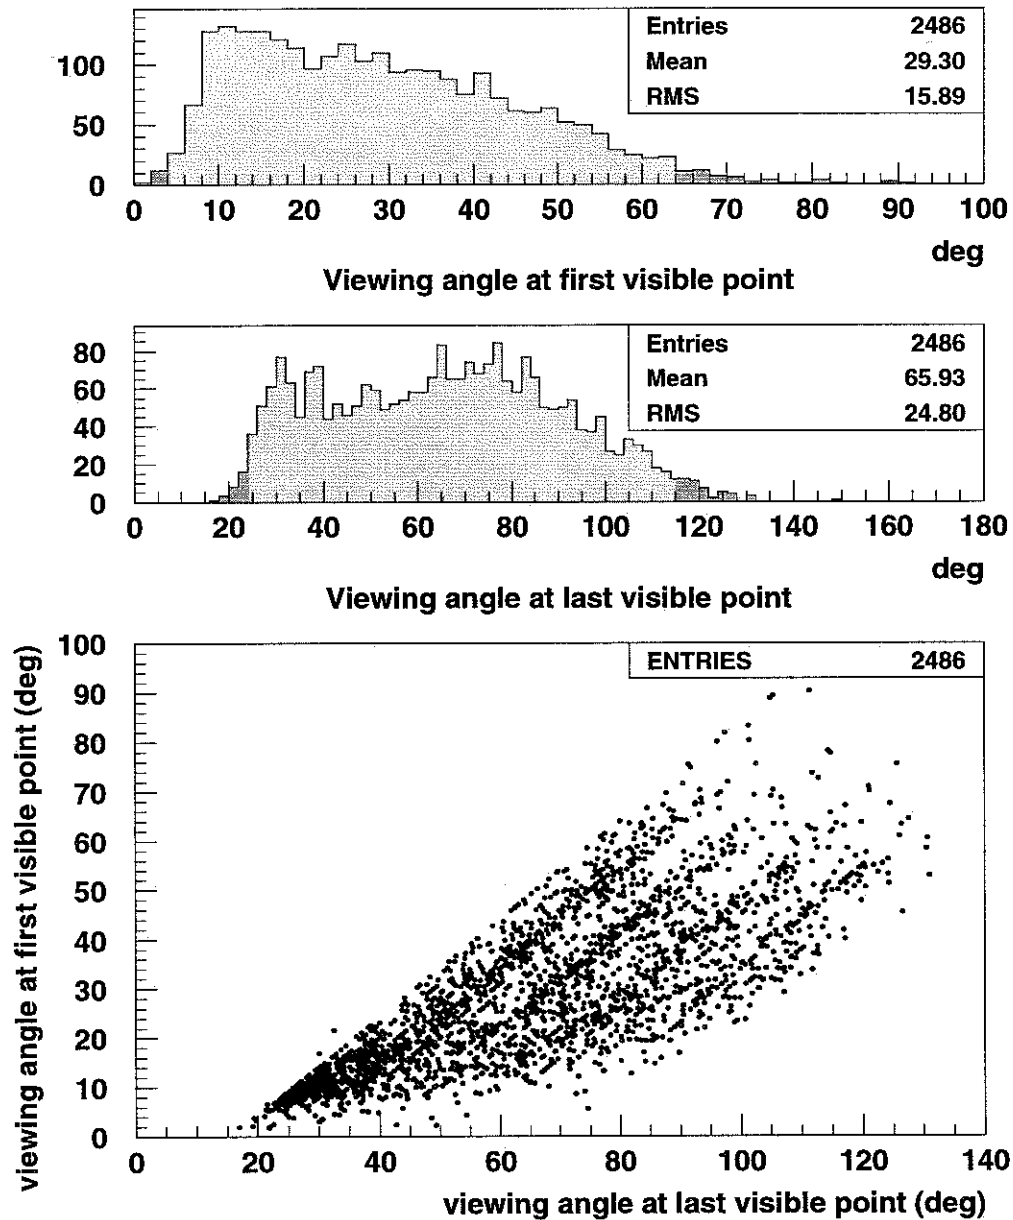 Entries 2486
Mean 29.30
RMS 15.89
100
50
0
0 10 20 30 40 50 60 70 80 90 100
deg
Viewing angle at first visible point
Entries 2486
Mean 65.93
RMS 24.80
80
60
40
20
0
0 20 40 60 80 100 120 140 160 180
deg
Viewing angle at last visible point
viewing angle at first visible point (deg)
ENTRIES 2486
100
90
80
70
60
50
40
30
20
10
0
0 20 40 60 80 100 120 140
viewing angle at last visible point (deg)